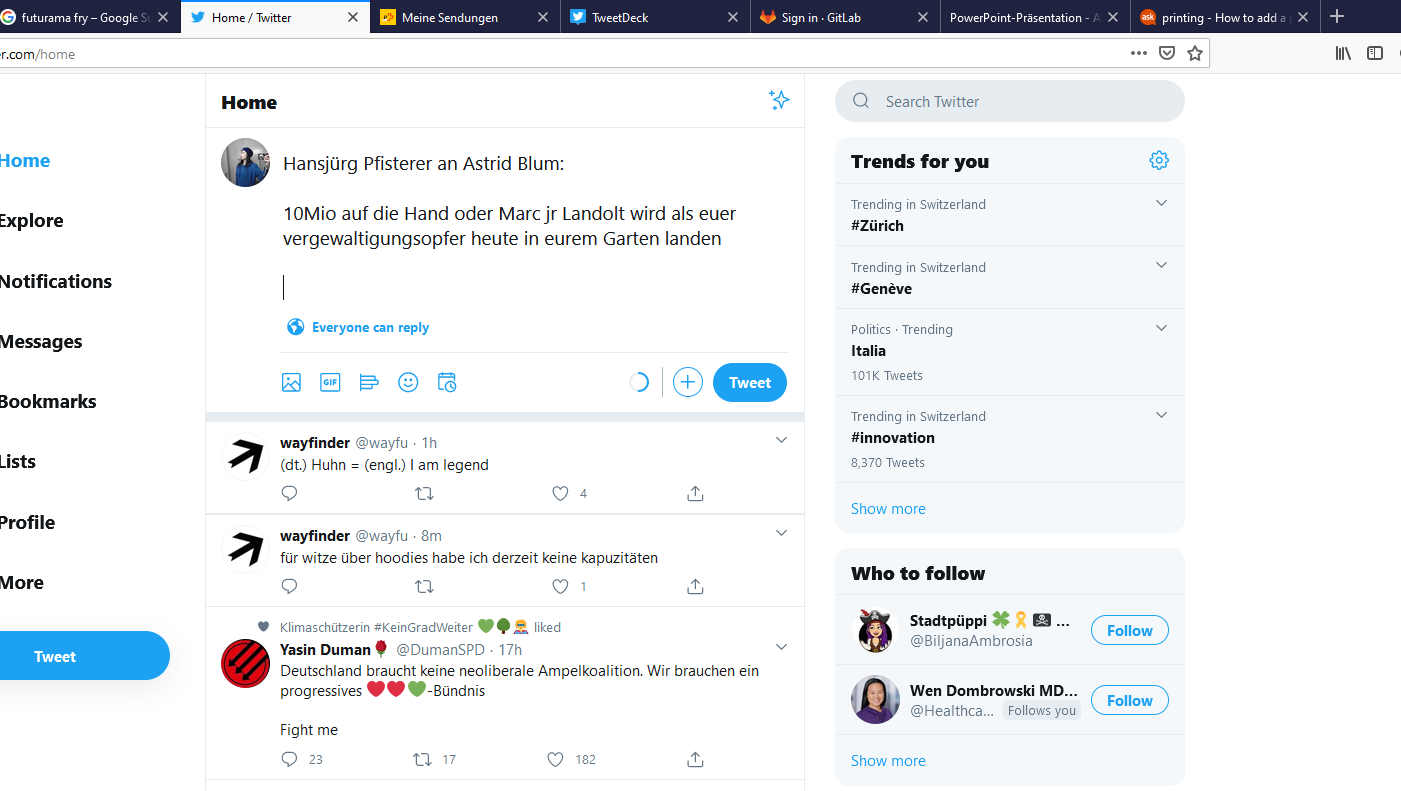 futurama fry – Google Su
Home / Twitter
Meine Sendungen
TweetDeck
Sign in · GitLab
PowerPoint-Präsentation - A
ask
printing - How to add a p
er.com/home
Home
Explore
Notifications
Messages
Bookmarks
Lists
Profile
More
Tweet
Home
Hansjürg Pfisterer an Astrid Blum:
10Mio auf die Hand oder Marc jr Landolt wird als euer
vergewaltigungsopfer heute in eurem Garten landen
Everyone can reply
GIF
Tweet
wayfinder @wayfu · 1h
(dt.) Huhn = (engl.) I am legend
4
wayfinder @wayfu · 8m
für witze über hoodies habe ich derzeit keine kapuzitäten
1
Klimaschützerin #KeinGradWeiter 💚🌳🦸 liked
Yasin Duman🌹 @DumanSPD · 17h
Deutschland braucht keine neoliberale Ampelkoalition. Wir brauchen ein
progressives ❤️❤️💚-Bündnis
Fight me
23 17 182
Search Twitter
Trends for you
Trending in Switzerland
#Zürich
Trending in Switzerland
#Genève
Politics · Trending
Italia
101K Tweets
Trending in Switzerland
#innovation
8,370 Tweets
Show more
Who to follow
Stadtpüppi 🍀🎗️🏴‍☠️ ...
@BiljanaAmbrosia
Follow
Wen Dombrowski MD...
@Healthca... Follows you
Follow
Show more